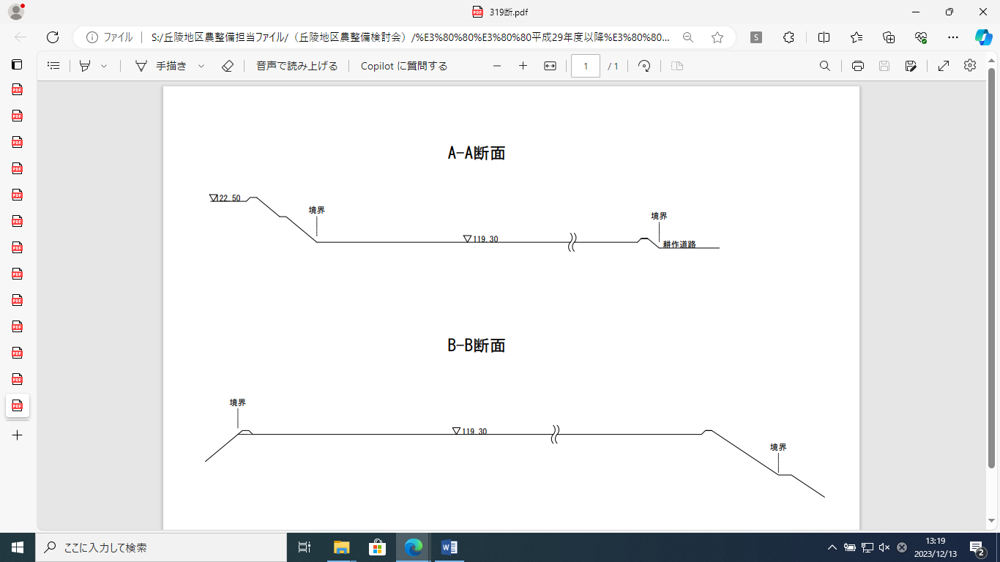 319断.pdf
ファイル
S:/丘陵地区農整備担当ファイル/（丘陵地区農整備検討会）/%E3%80%80%E3%80%80平成29年度以降%E3%80%80...
S
手描き
音声で読み上げる
Copilot に質問する
1
/ 1
A-A断面
122.50
境界
119.30
境界
耕作道路
B-B断面
境界
119.30
境界
ここに入力して検索
13:19
2023/12/13
2